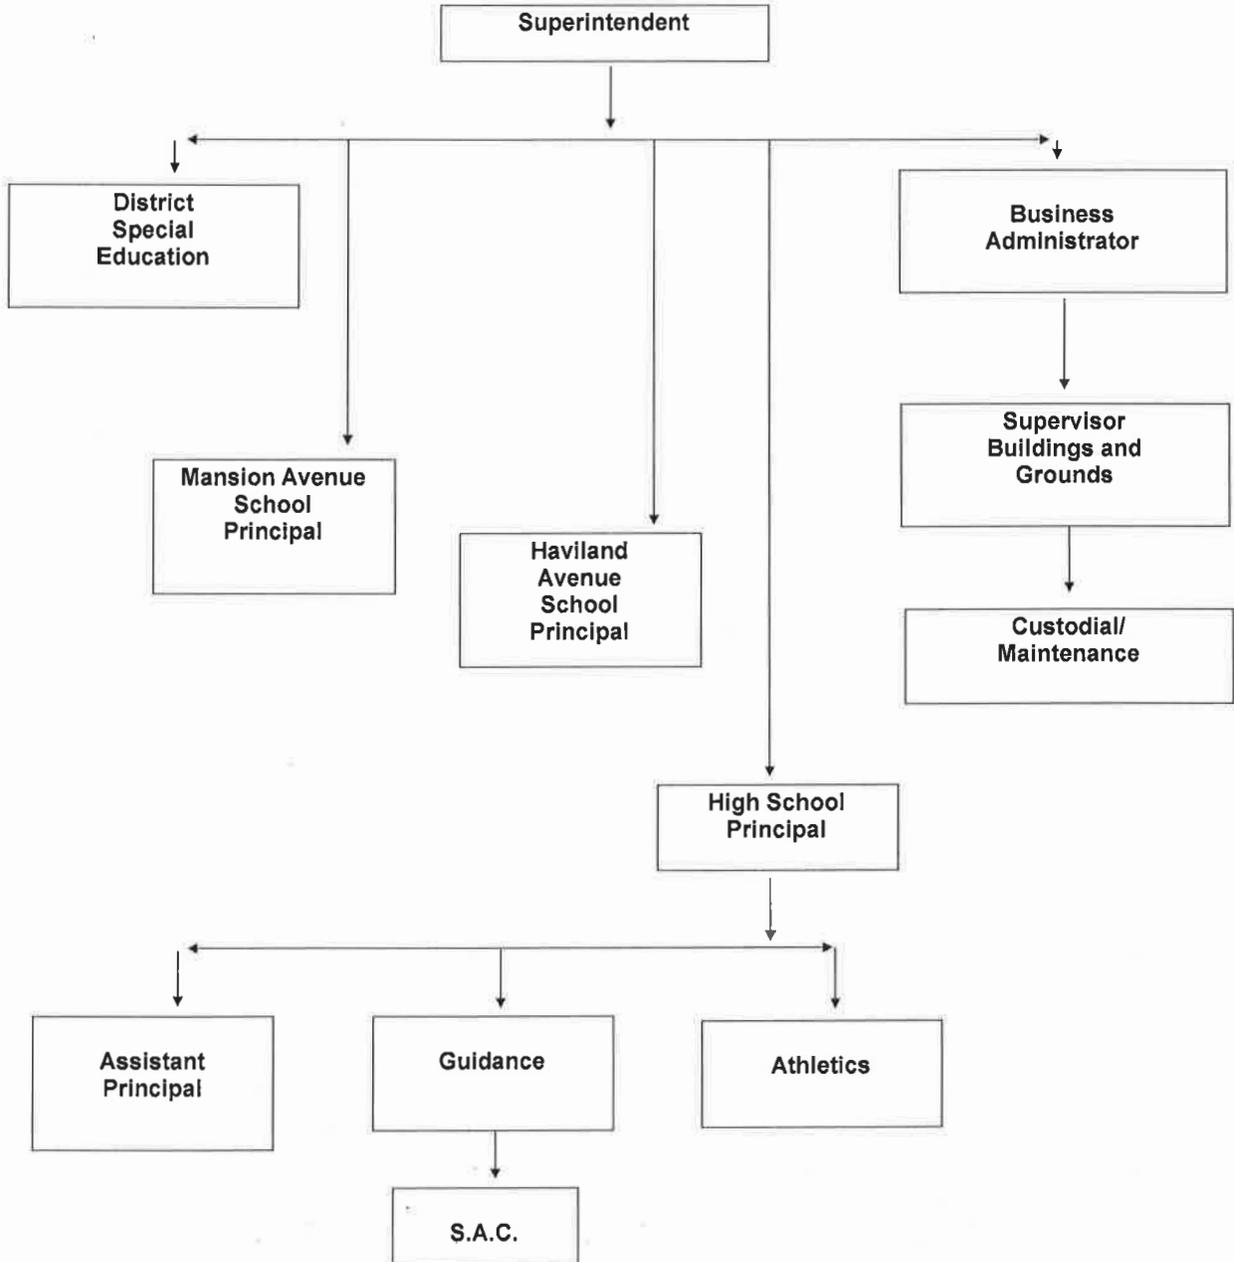 Superintendent
District
Special
Education
Business
Administrator
Mansion Avenue
School
Principal
Supervisor
Buildings and
Grounds
Haviland
Avenue
School
Principal
Custodial/
Maintenance
High School
Principal
Assistant
Principal
Guidance
Athletics
S.A.C.